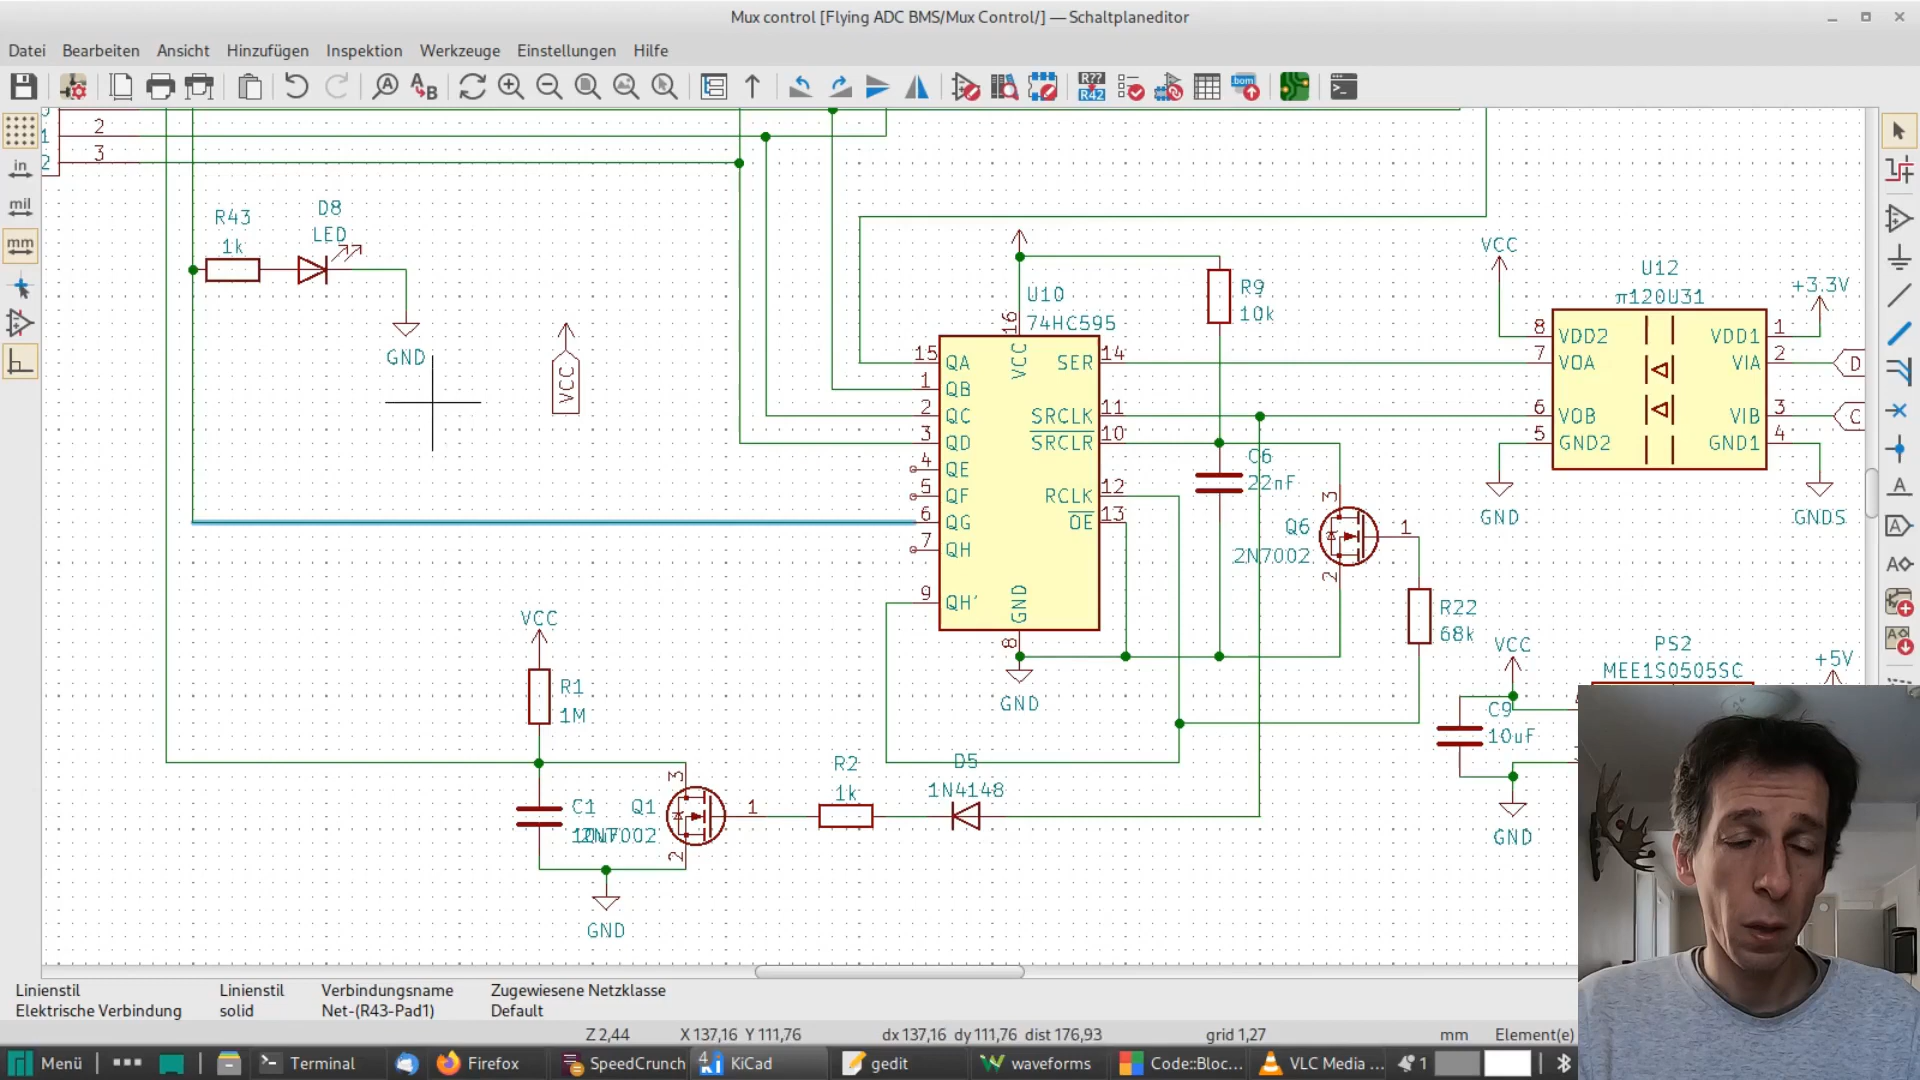 Mux control [Flying ADC BMS/Mux Control/] — Schaltplaneditor
Datei Bearbeiten Ansicht Hinzufügen Inspektion Werkzeuge Einstellungen Hilfe
A B
R?? R42
bom
in
mil
mm
1 2
2 3
R43
1k
D8
LED
GND
VCC
U10
74HC595
16
VCC
15 QA
1 QB
2 QC
3 QD
4 QE
5 QF
6 QG
7 QH
9 QH'
SER 14
SRCLK 11
SRCLR 10
RCLK 12
OE 13
GND
8
GND
R9
10k
C6
22nF
Q6
2N7002
3
1
2
R22
68k
VCC
U12
π120U31
+3.3V
8 VDD2 VDD1 1
7 VOA VIA 2
6 VOB VIB 3
5 GND2 GND1 4
D
C
GND
GNDS
VCC
R1
1M
C1
10uF
Q1
2N7002
3
1
2
GND
R2
1k
D5
1N4148
VCC
C9
10uF
GND
PS2
MEE1S0505SC
+5V
Linienstil Linienstil Verbindungsname Zugewiesene Netzklasse
Elektrische Verbindung solid Net-(R43-Pad1) Default
Z 2,44 X 137,16 Y 111,76 dx 137,16 dy 111,76 dist 176,93 grid 1,27 mm Element(e)
Menü Terminal Firefox SpeedCrunch 4 KiCad gedit waveforms Code::Bloc... VLC Media ... 1